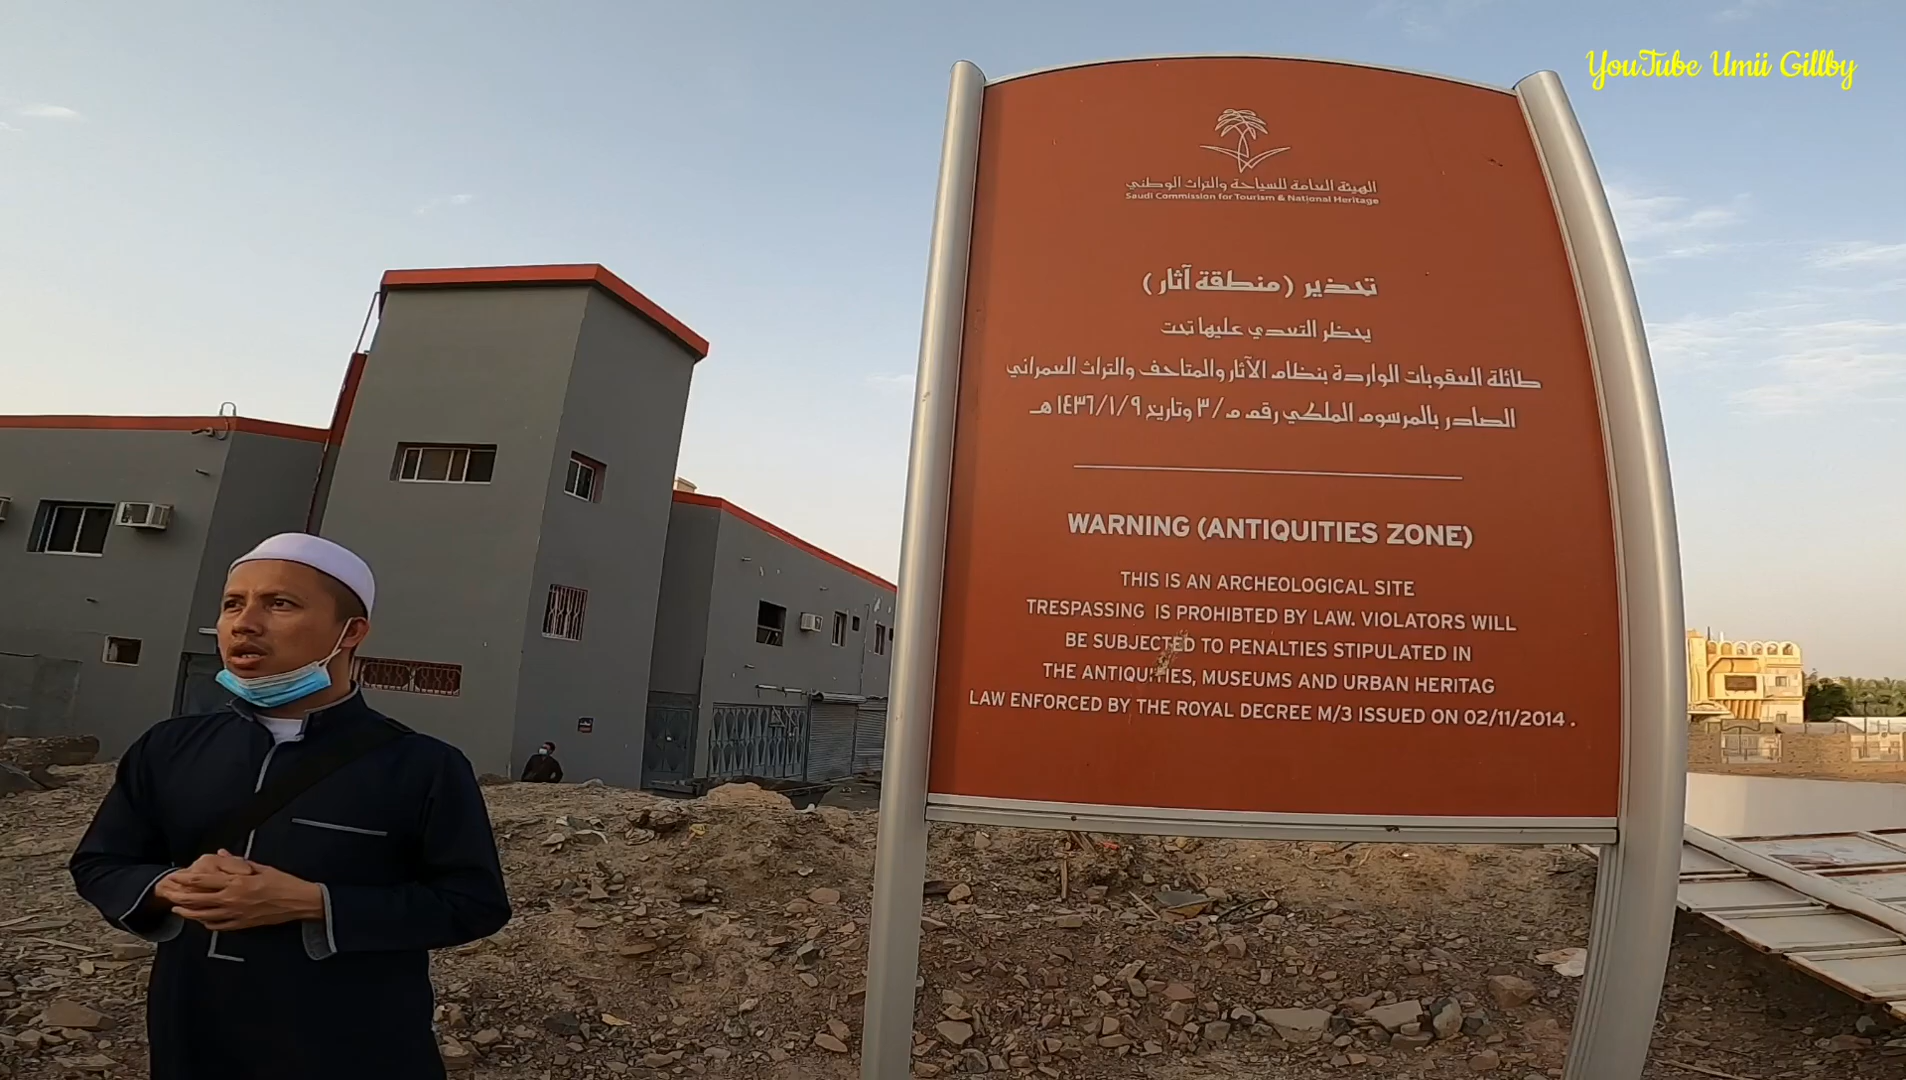 YouTube Umii Gillby
الهيئة العامة للسياحة والتراث الوطني
Saudi Commission for Tourism & National Heritage
تحذير (منطقة آثار)
يحظر التعدي عليها تحت
طائلة العقوبات الواردة بنظام الآثار والمتاحف والتراث العمراني
الصادر بالمرسوم الملكي رقم م/٣ وتاريخ ١٤٣٦/١/٩ هـ
WARNING (ANTIQUITIES ZONE)
THIS IS AN ARCHEOLOGICAL SITE
TRESPASSING IS PROHIBTED BY LAW. VIOLATORS WILL
BE SUBJECTED TO PENALTIES STIPULATED IN
THE ANTIQUITIES, MUSEUMS AND URBAN HERITAG
LAW ENFORCED BY THE ROYAL DECREE M/3 ISSUED ON 02/11/2014 .